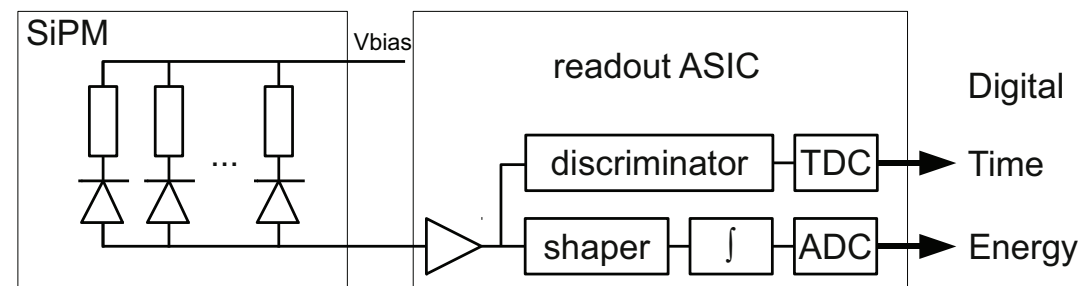 SiPM
Vbias
readout ASIC
Digital
...
discriminator
TDC
Time
shaper
∫
ADC
Energy